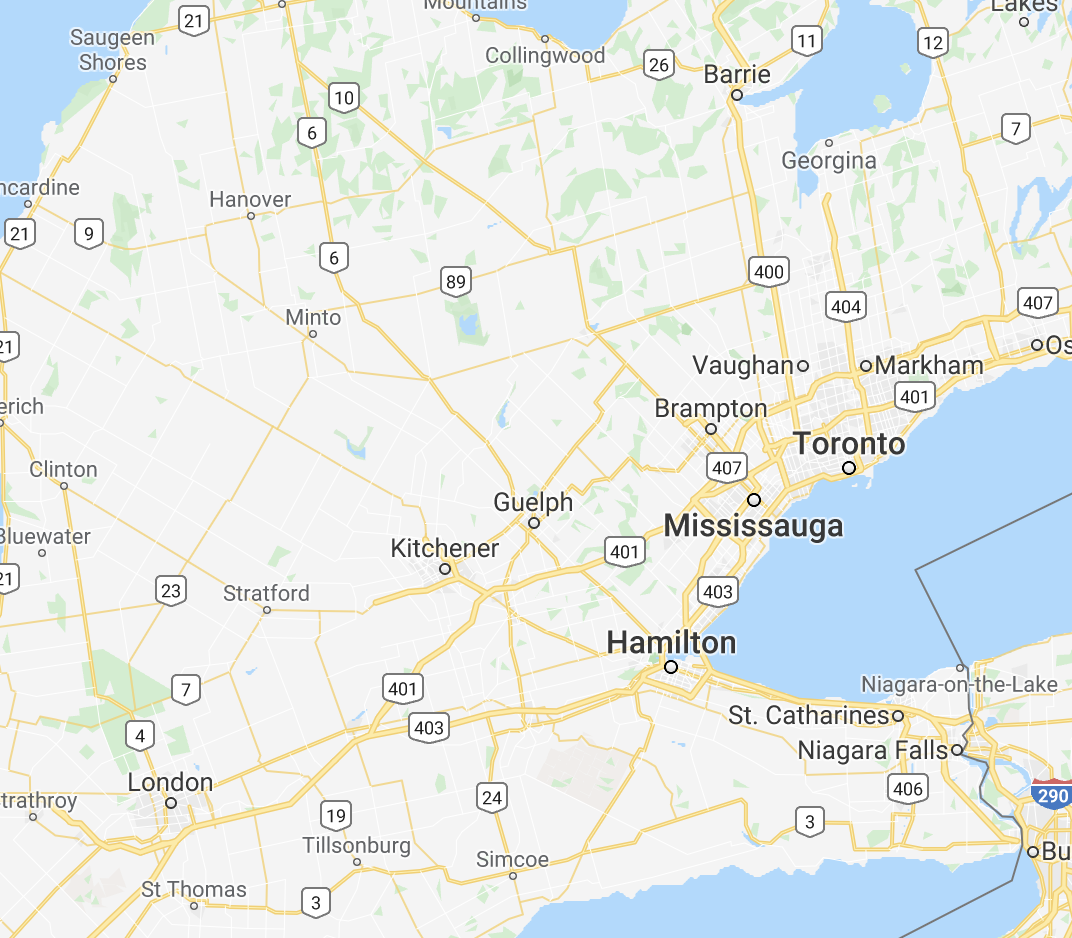 Mountains
Lakes
21
Saugeen
Shores
Collingwood
11
12
26
Barrie
10
6
7
Georgina
ncardine
Hanover
21
9
6
400
89
404
407
Minto
21
Vaughan
Markham
Os
401
erich
Brampton
Toronto
Clinton
407
Guelph
Mississauga
Bluewater
Kitchener
401
21
23
Stratford
403
Hamilton
7
401
Niagara-on-the-Lake
St. Catharines
403
4
Niagara Falls
London
406
290
24
trathroy
19
3
Tillsonburg
Simcoe
Bu
St Thomas
3